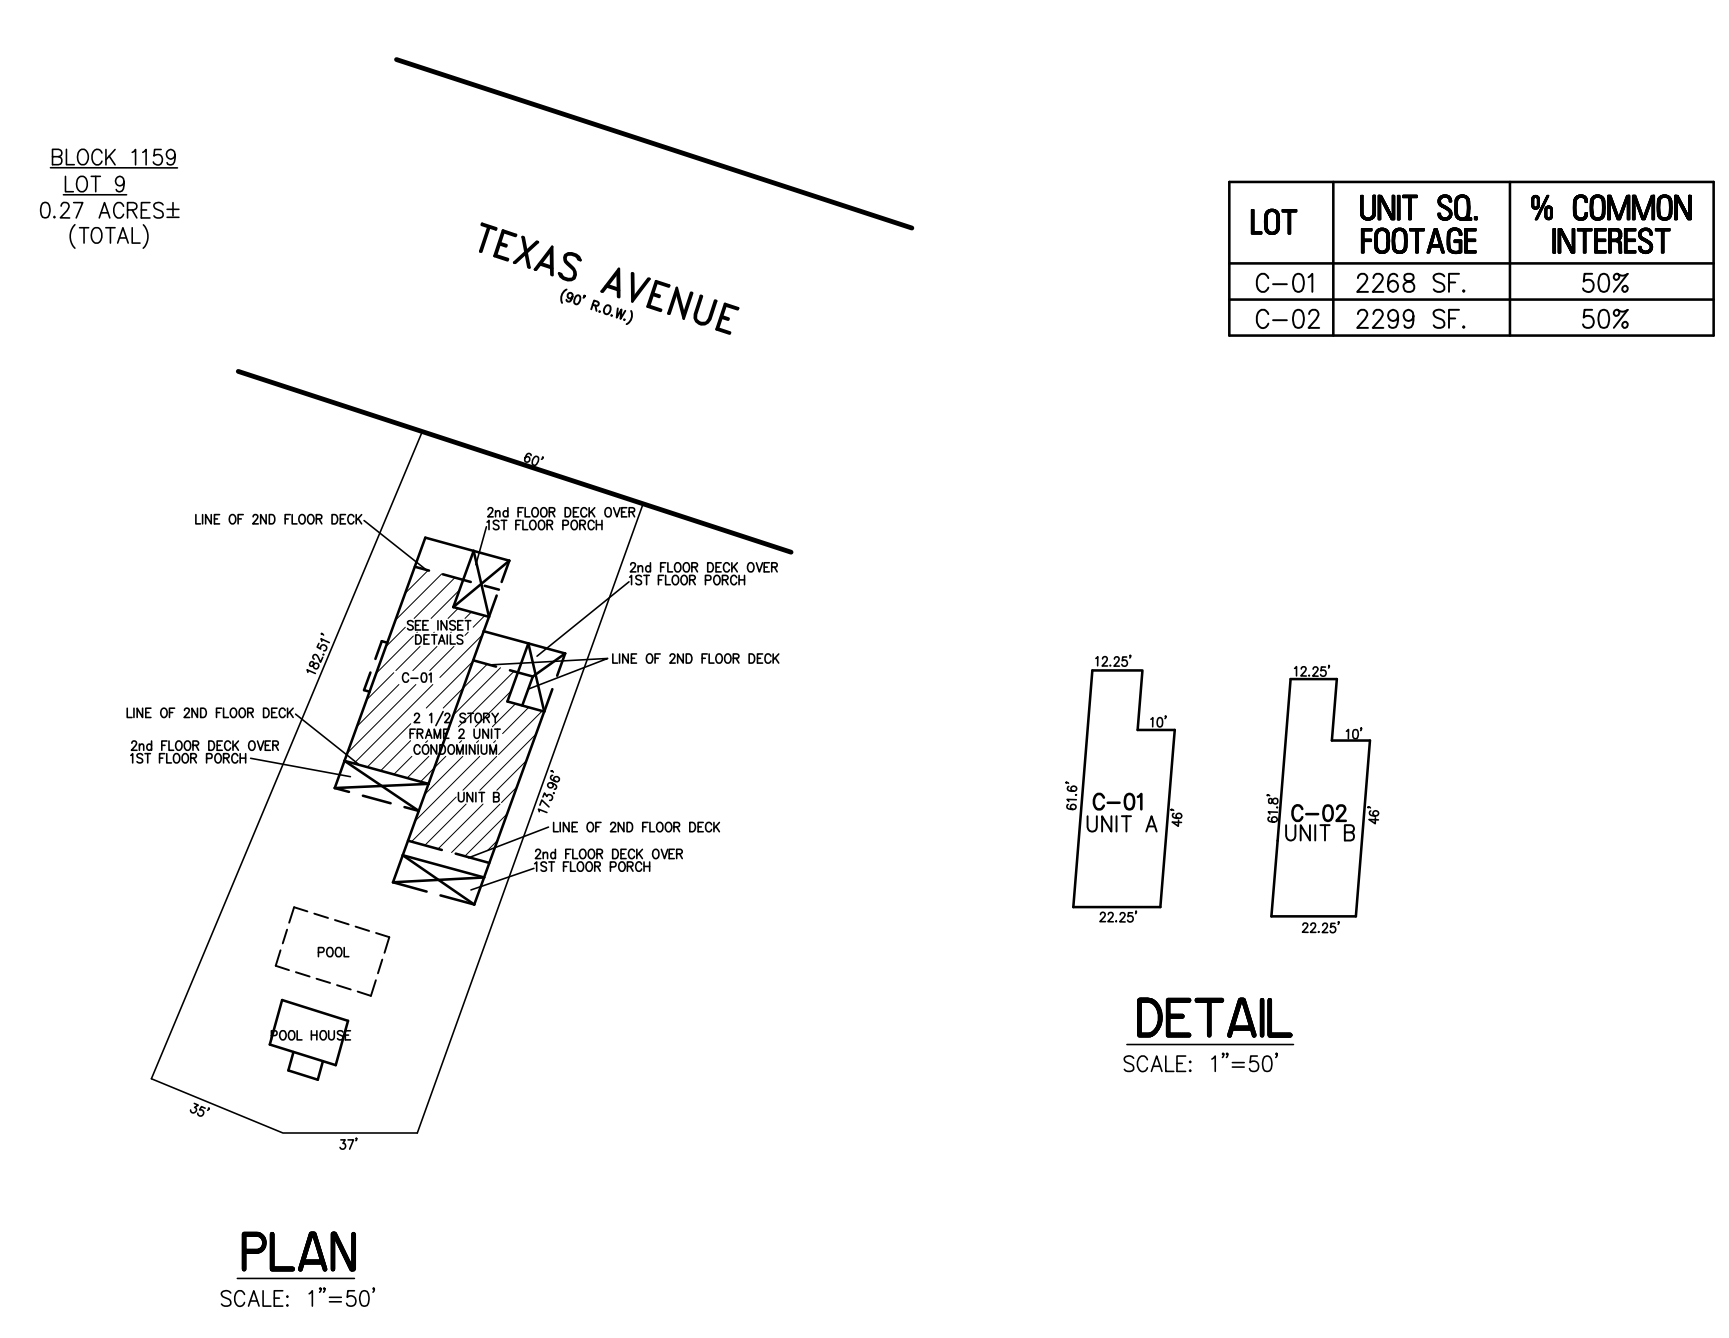 BLOCK 1159
LOT 9
0.27 ACRES±
(TOTAL)
TEXAS AVENUE
(90' R.O.W.)
LOT
UNIT SQ.
FOOTAGE
% COMMON
INTEREST
C-01
2268 SF.
50%
C-02
2299 SF.
50%
60'
LINE OF 2ND FLOOR DECK
2nd FLOOR DECK OVER
1ST FLOOR PORCH
2nd FLOOR DECK OVER
1ST FLOOR PORCH
SEE INSET
DETAILS
182.51'
LINE OF 2ND FLOOR DECK
C-01
LINE OF 2ND FLOOR DECK
2 1/2 STORY
FRAME 2 UNIT
CONDOMINIUM
2nd FLOOR DECK OVER
1ST FLOOR PORCH
UNIT B
173.96'
LINE OF 2ND FLOOR DECK
2nd FLOOR DECK OVER
1ST FLOOR PORCH
POOL
POOL HOUSE
35'
37'
PLAN
SCALE: 1"=50'
12.25'
10'
61.6'
C-01
UNIT A
46'
22.25'
12.25'
10'
61.8'
C-02
UNIT B
46'
22.25'
DETAIL
SCALE: 1"=50'